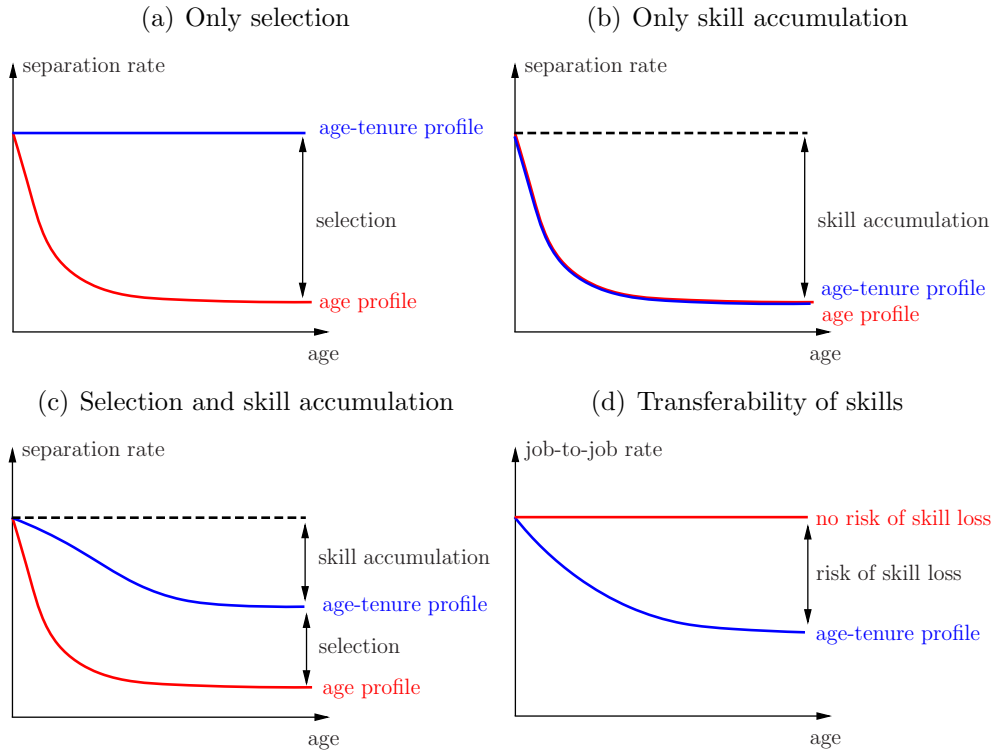 (a) Only selection
separation rate
age-tenure profile
selection
age profile
age
(b) Only skill accumulation
separation rate
skill accumulation
age-tenure profile
age profile
age
(c) Selection and skill accumulation
separation rate
skill accumulation
age-tenure profile
selection
age profile
age
(d) Transferability of skills
job-to-job rate
no risk of skill loss
risk of skill loss
age-tenure profile
age